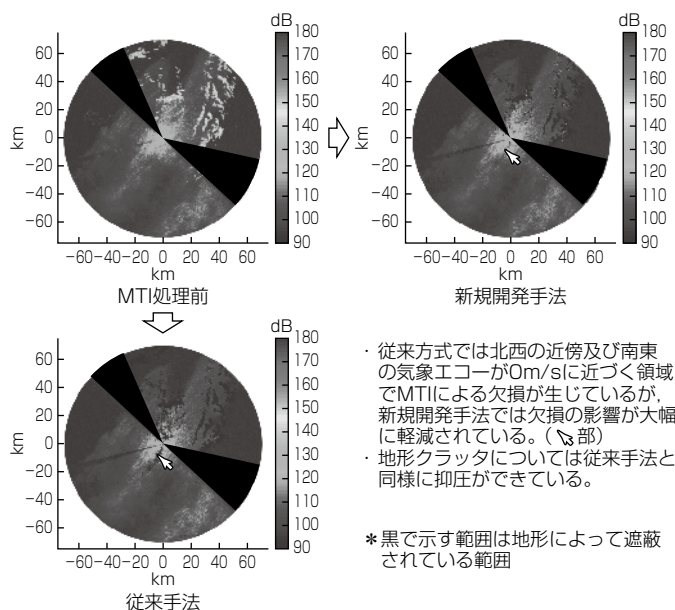 dB
180
170
160
150
140
130
120
110
100
90
60
40
20
0
−20
−40
−60
km
−60−40−20 0 20 40 60
km
MTI処理前
dB
180
170
160
150
140
130
120
110
100
90
60
40
20
0
−20
−40
−60
km
−60−40−20 0 20 40 60
km
新規開発手法
dB
180
170
160
150
140
130
120
110
100
90
60
40
20
0
−20
−40
−60
km
−60−40−20 0 20 40 60
km
従来手法
・従来方式では北西の近傍及び南東
の気象エコーが0m/sに近づく領域
でMTIによる欠損が生じているが,
新規開発手法では欠損の影響が大幅
に軽減されている。( 部)
・地形クラッタについては従来手法と
同様に抑圧ができている。
＊黒で示す範囲は地形によって遮蔽
されている範囲